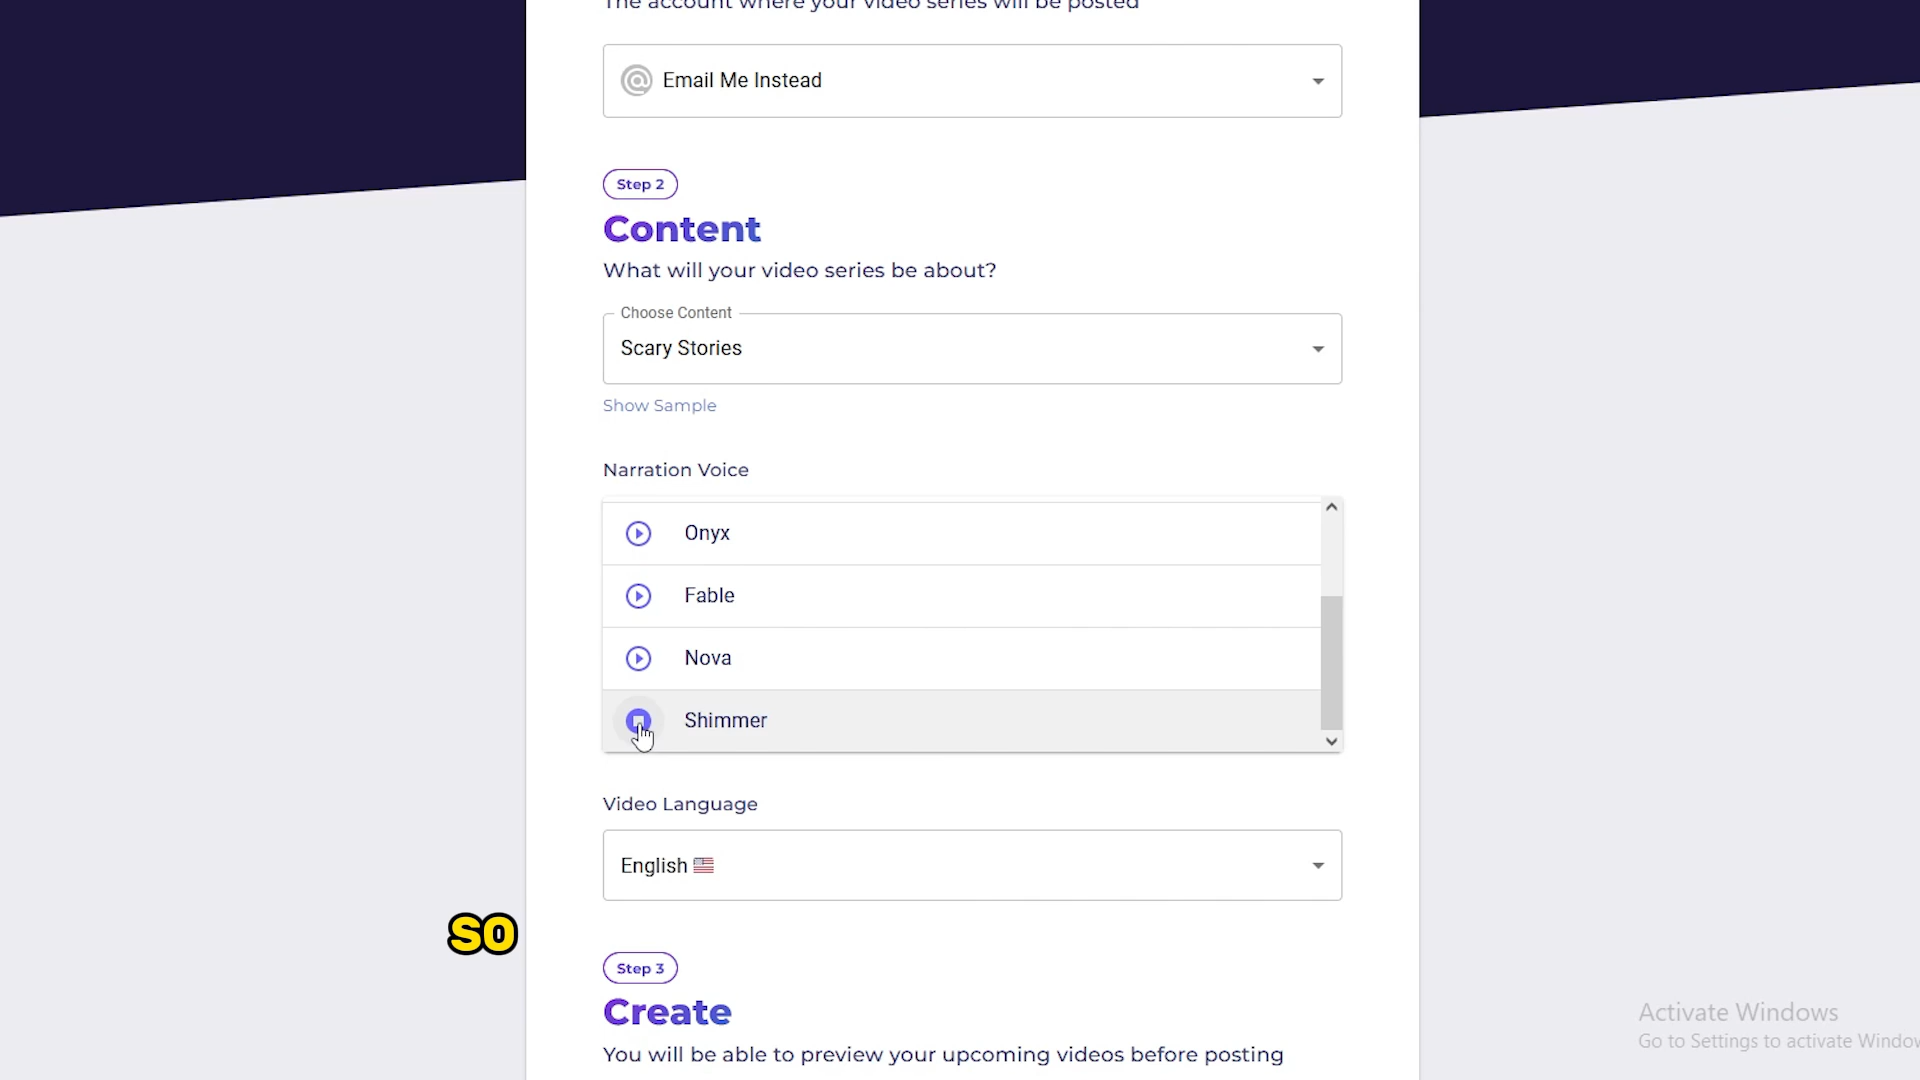 The account where your video series will be posted
Email Me Instead
Step 2
Content
What will your video series be about?
Choose Content
Scary Stories
Show Sample
Narration Voice
Onyx
Fable
Nova
Shimmer
Video Language
English
SO
Step 3
Create
You will be able to preview your upcoming videos before posting
Activate Windows
Go to Settings to activate Window